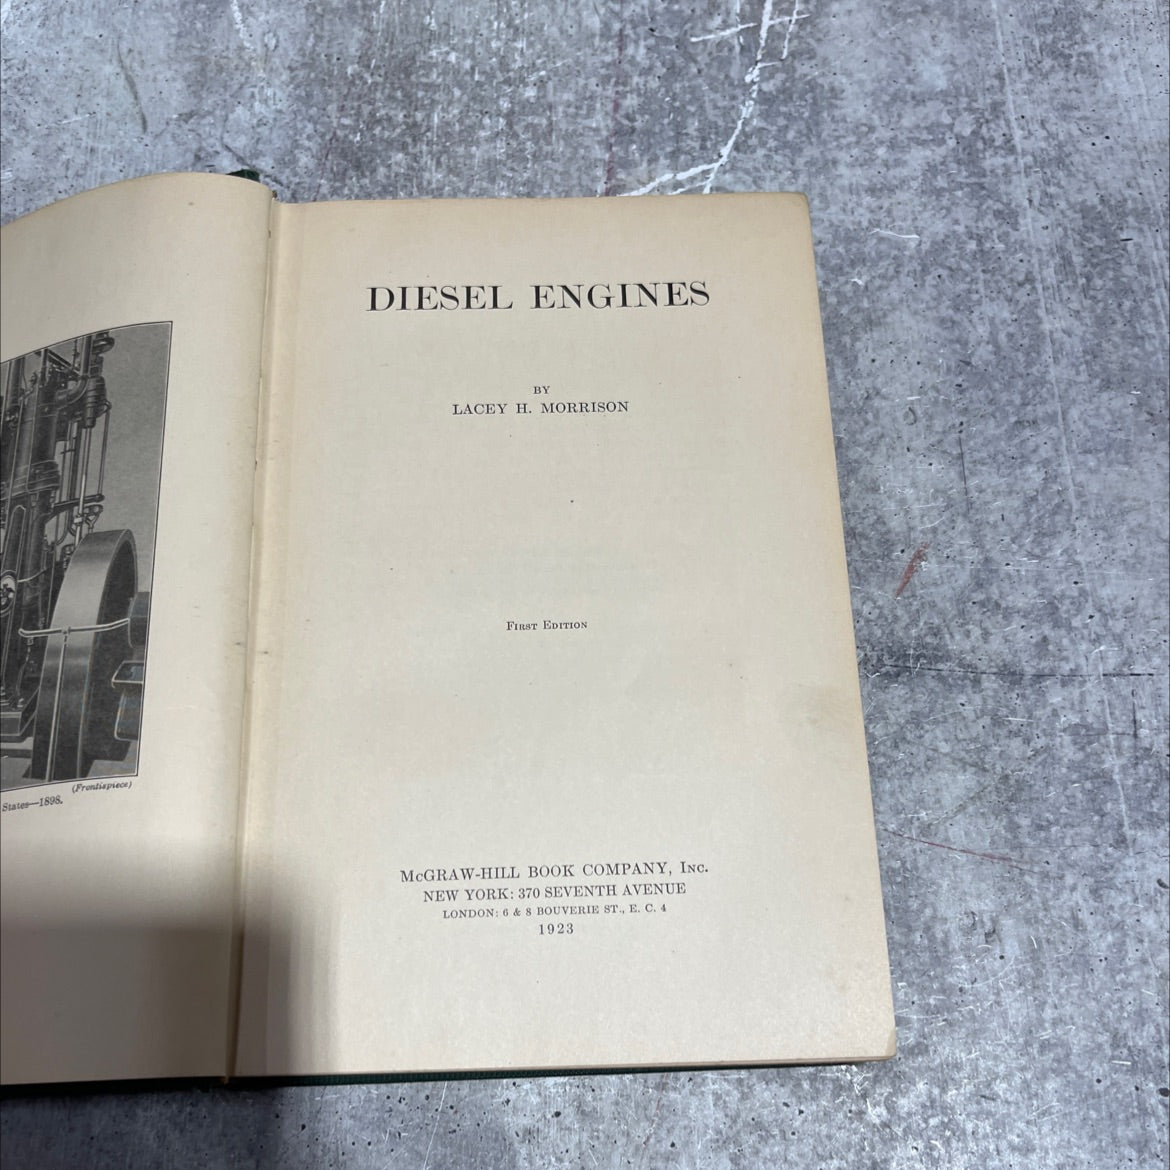 (Frontispiece)
States—1898.
DIESEL ENGINES
BY
LACEY H. MORRISON
First Edition
McGRAW-HILL BOOK COMPANY, Inc.
NEW YORK: 370 SEVENTH AVENUE
LONDON: 6 & 8 BOUVERIE ST., E. C. 4
1923